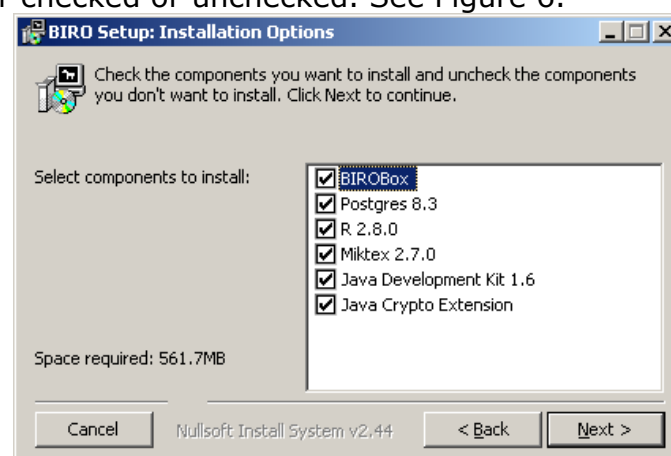 checked or unchecked. See Figure 6.
BIRO Setup: Installation Options
Check the components you want to install and uncheck the components
you don't want to install. Click Next to continue.
Select components to install:
BIROBox
Postgres 8.3
R 2.8.0
Miktex 2.7.0
Java Development Kit 1.6
Java Crypto Extension
Space required: 561.7MB
Cancel
Nullsoft Install System v2.44
< Back
Next >